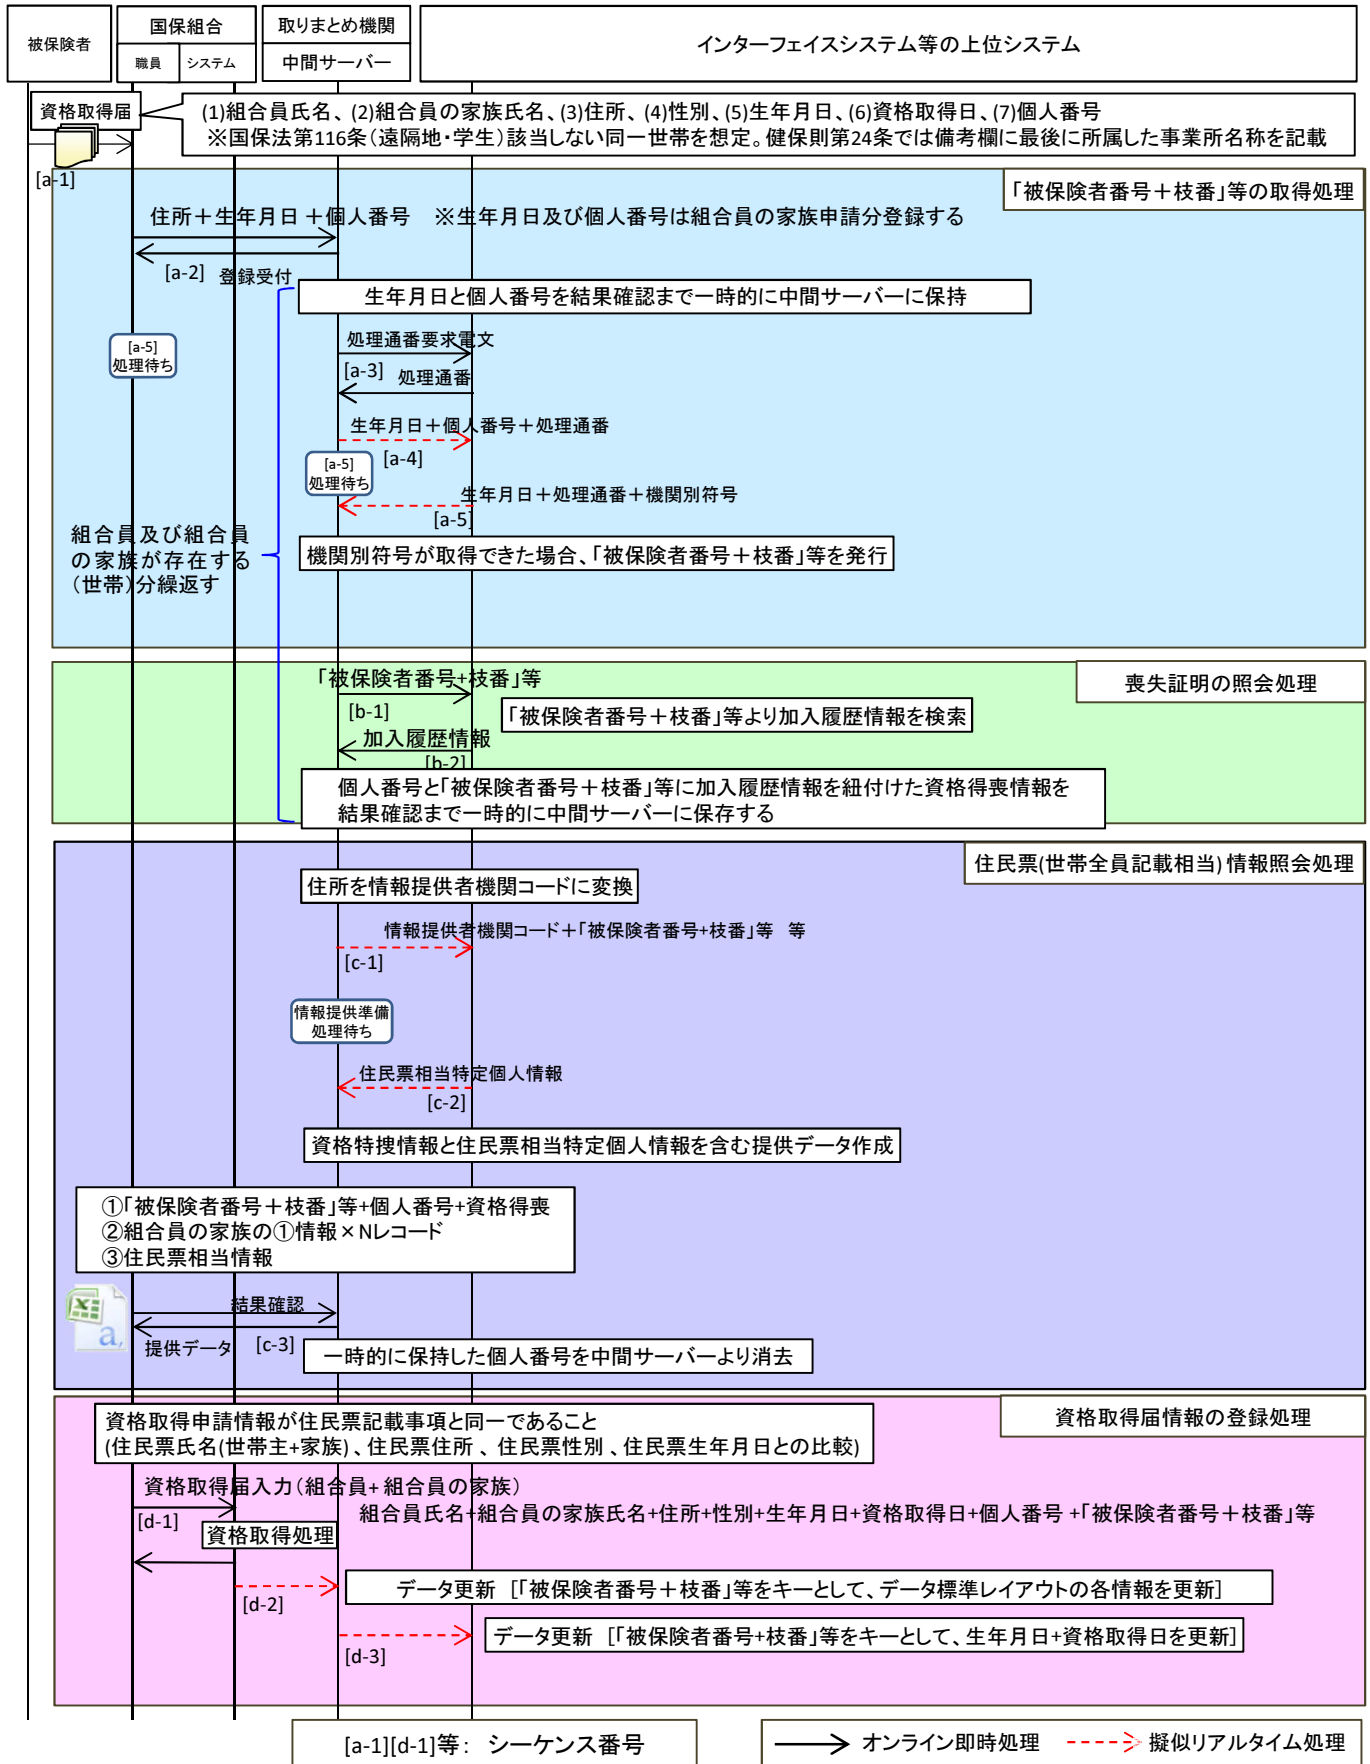 被保険者
国保組合
職員 システム
取りまとめ機関
中間サーバー
インターフェイスシステム等の上位システム
資格取得届
(1)組合員氏名、(2)組合員の家族氏名、(3)住所、(4)性別、(5)生年月日、(6)資格取得日、(7)個人番号
※国保法第116条(遠隔地・学生)該当しない同一世帯を想定。健保則第24条では備考欄に最後に所属した事業所名称を記載
[a-1]
「被保険者番号＋枝番」等の取得処理
住所＋生年月日＋個人番号 ※生年月日及び個人番号は組合員の家族申請分登録する
[a-2] 登録受付
生年月日と個人番号を結果確認まで一時的に中間サーバーに保持
[a-5]
処理待ち
処理通番要求電文
[a-3] 処理通番
生年月日＋個人番号＋処理通番
[a-4]
[a-5]
処理待ち
生年月日＋処理通番＋機関別符号
[a-5]
組合員及び組合員
の家族が存在する
(世帯)分繰返す
機関別符号が取得できた場合、「被保険者番号＋枝番」等を発行
喪失証明の照会処理
「被保険者番号+枝番」等
[b-1]
「被保険者番号＋枝番」等より加入履歴情報を検索
加入履歴情報
[b-2]
個人番号と「被保険者番号＋枝番」等に加入履歴情報を紐付けた資格得喪情報を
結果確認まで一時的に中間サーバーに保存する
住民票(世帯全員記載相当)情報照会処理
住所を情報提供者機関コードに変換
情報提供者機関コード＋「被保険者番号+枝番」等 等
[c-1]
情報提供準備
処理待ち
住民票相当特定個人情報
[c-2]
資格特捜情報と住民票相当特定個人情報を含む提供データ作成
①「被保険者番号＋枝番」等+個人番号+資格得喪
②組合員の家族の①情報×Nレコード
③住民票相当情報
a,
結果確認
提供データ [c-3]
一時的に保持した個人番号を中間サーバーより消去
資格取得届情報の登録処理
資格取得申請情報が住民票記載事項と同一であること
(住民票氏名(世帯主+家族)、住民票住所、住民票性別、住民票生年月日との比較)
資格取得届入力(組合員+組合員の家族)
[d-1]
組合員氏名+組合員の家族氏名+住所+性別+生年月日+資格取得日+個人番号+「被保険者番号＋枝番」等
資格取得処理
[d-2]
データ更新 [「被保険者番号＋枝番」等をキーとして、データ標準レイアウトの各情報を更新]
[d-3]
データ更新 [「被保険者番号+枝番」等をキーとして、生年月日+資格取得日を更新]
[a-1][d-1]等： シーケンス番号
オンライン即時処理 擬似リアルタイム処理